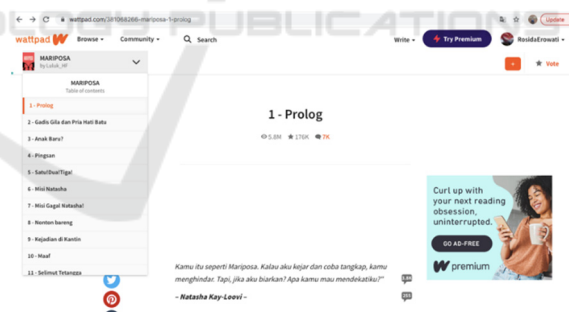 LOGY PUBLICATIONS
wattpad.com/381068266-mariposa-1-prolog
Update
wattpad
Browse
Community
Search
Write
Try Premium
RosidaErowati
MARIPOSA
by Luluk_HF
Vote
MARIPOSA
Table of contents
1 - Prolog
2 - Gadis Gila dan Pria Hati Batu
3 - Anak Baru?
4 - Pingsan
5 - Satu!Dua!Tiga!
6 - Misi Natasha
7 - Misi Gagal Natasha!
8 - Nonton bareng
9 - Kejadian di Kantin
10 - Maaf
11 - Selimut Tetangga
1 - Prolog
5.8M 176K 7K
Kamu itu seperti Mariposa. Kalau aku kejar dan coba tangkap, kamu
menghindar. Tapi, jika aku biarkan? Apa kamu mau mendekatiku?"
– Natasha Kay-Loovi –
Curl up with
your next reading
obsession,
uninterrupted.
GO AD-FREE
premium